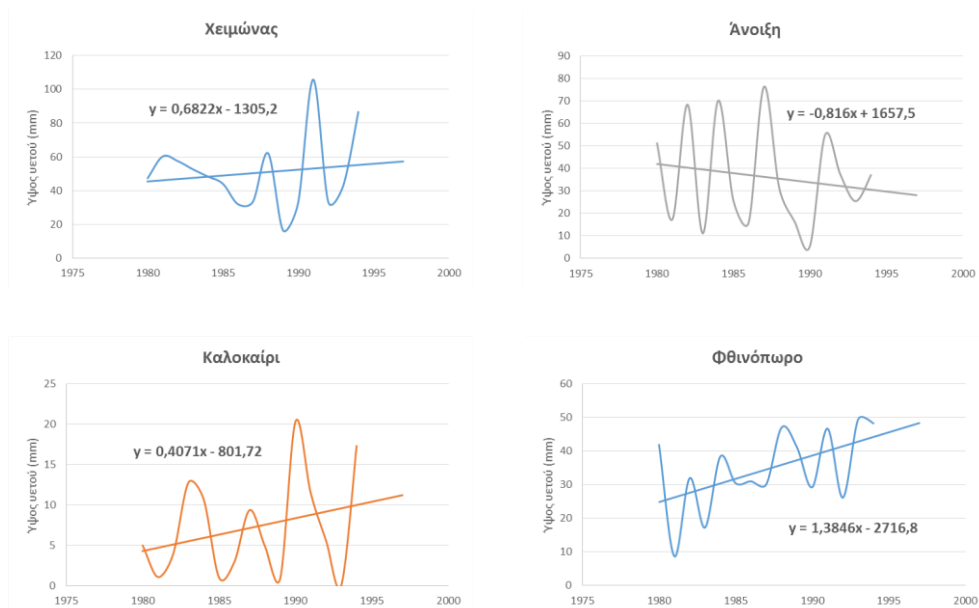 Χειμώνας
Ύψος υετού (mm)
120
100
80
60
40
20
0
y = 0,6822x - 1305,2
1975 1980 1985 1990 1995 2000
Άνοιξη
Ύψος υετού (mm)
90
80
70
60
50
40
30
20
10
0
y = -0,816x + 1657,5
1975 1980 1985 1990 1995 2000
Καλοκαίρι
Ύψος υετού (mm)
25
20
15
10
5
0
y = 0,4071x - 801,72
1975 1980 1985 1990 1995 2000
Φθινόπωρο
Ύψος υετού (mm)
60
50
40
30
20
10
0
y = 1,3846x - 2716,8
1975 1980 1985 1990 1995 2000